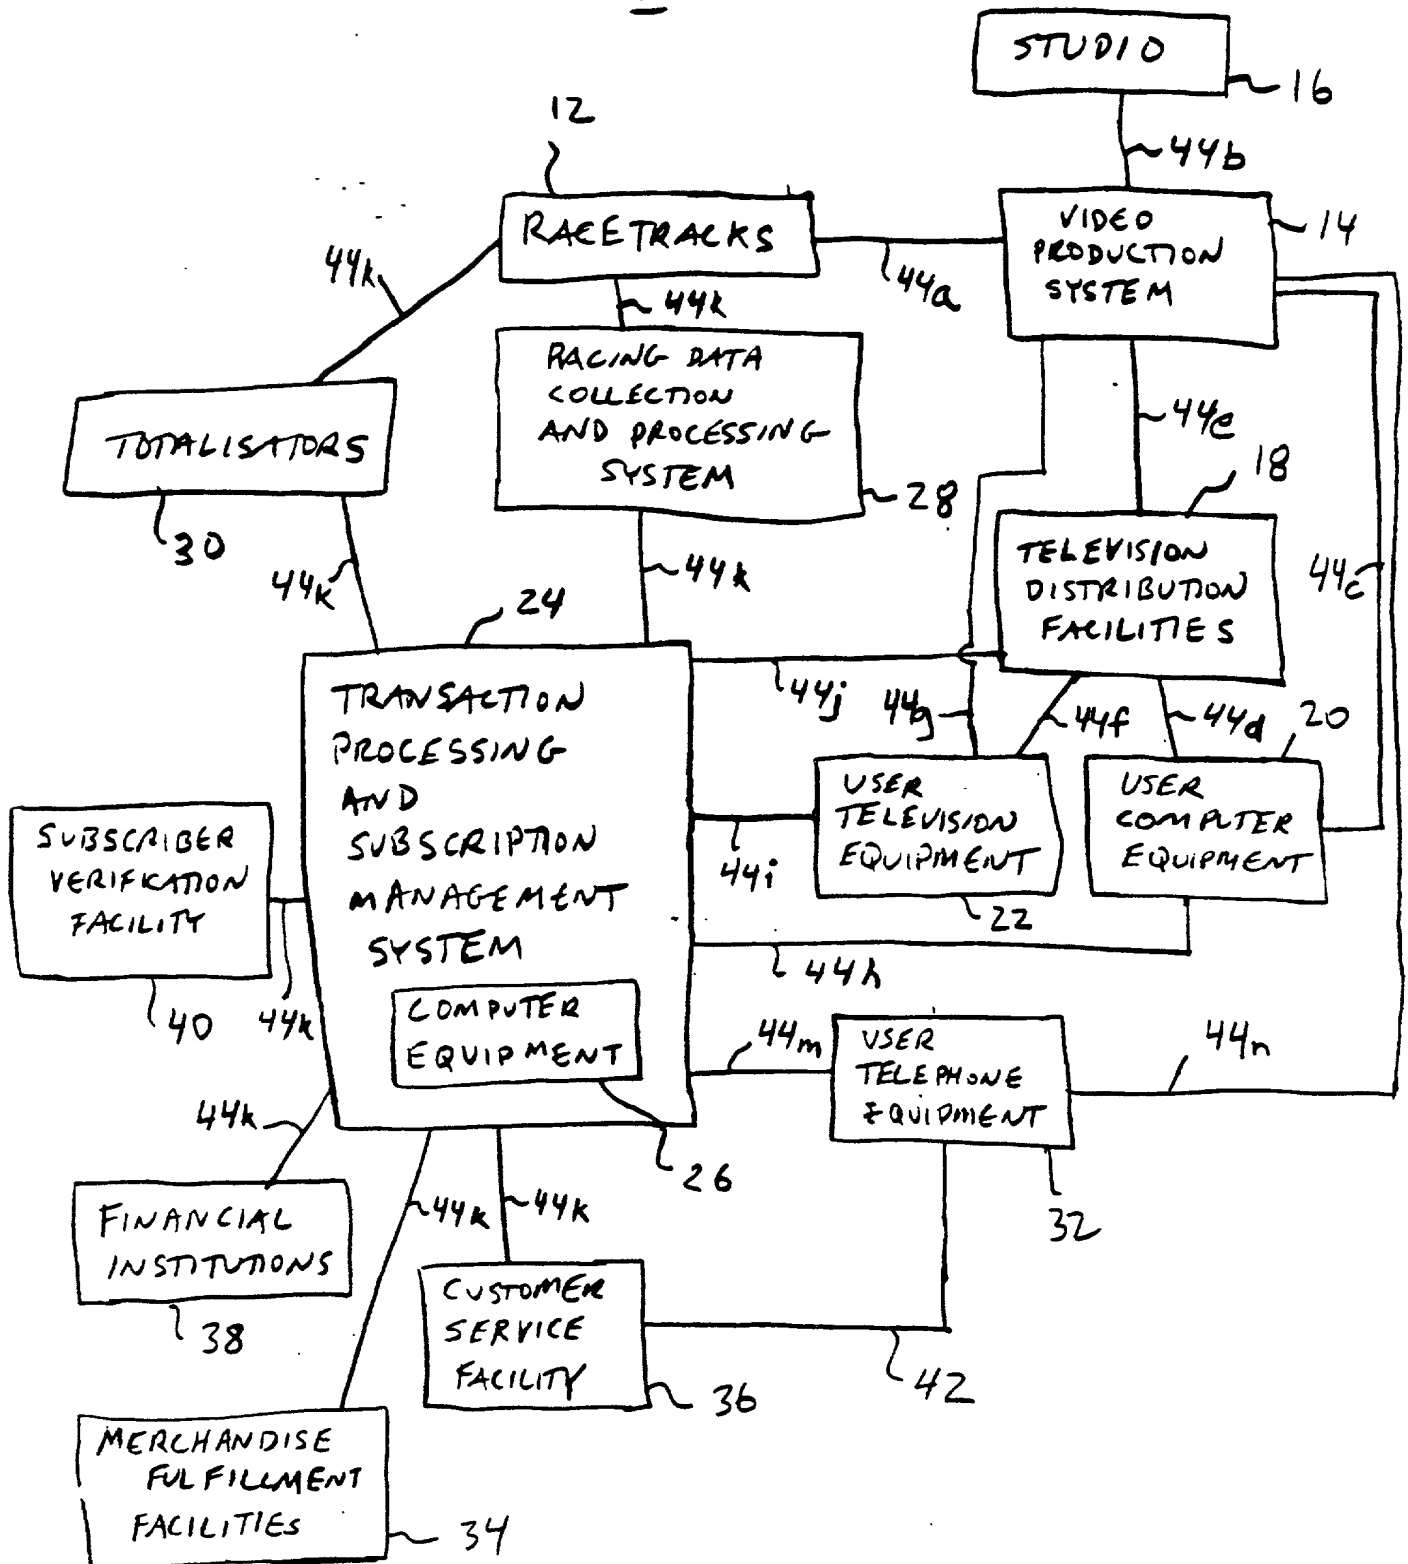 STUDIO
16
44b
12
RACETRACKS
44a
VIDEO
PRODUCTION
SYSTEM
14
44k
44k
RACING DATA
COLLECTION
AND PROCESSING
SYSTEM
28
TOTALISATORS
30
44k
44k
44e
18
TELEVISION
DISTRIBUTION
FACILITIES
44c
24
TRANSACTION
PROCESSING
AND
SUBSCRIPTION
MANAGEMENT
SYSTEM
COMPUTER
EQUIPMENT
26
44j
44g
44f
44d
20
USER
TELEVISION
EQUIPMENT
22
USER
COMPUTER
EQUIPMENT
44i
44h
SUBSCRIBER
VERIFICATION
FACILITY
40
44k
44m
USER
TELEPHONE
EQUIPMENT
32
44n
44k
FINANCIAL
INSTITUTIONS
38
44k
44k
CUSTOMER
SERVICE
FACILITY
36
42
MERCHANDISE
FULFILLMENT
FACILITIES
34